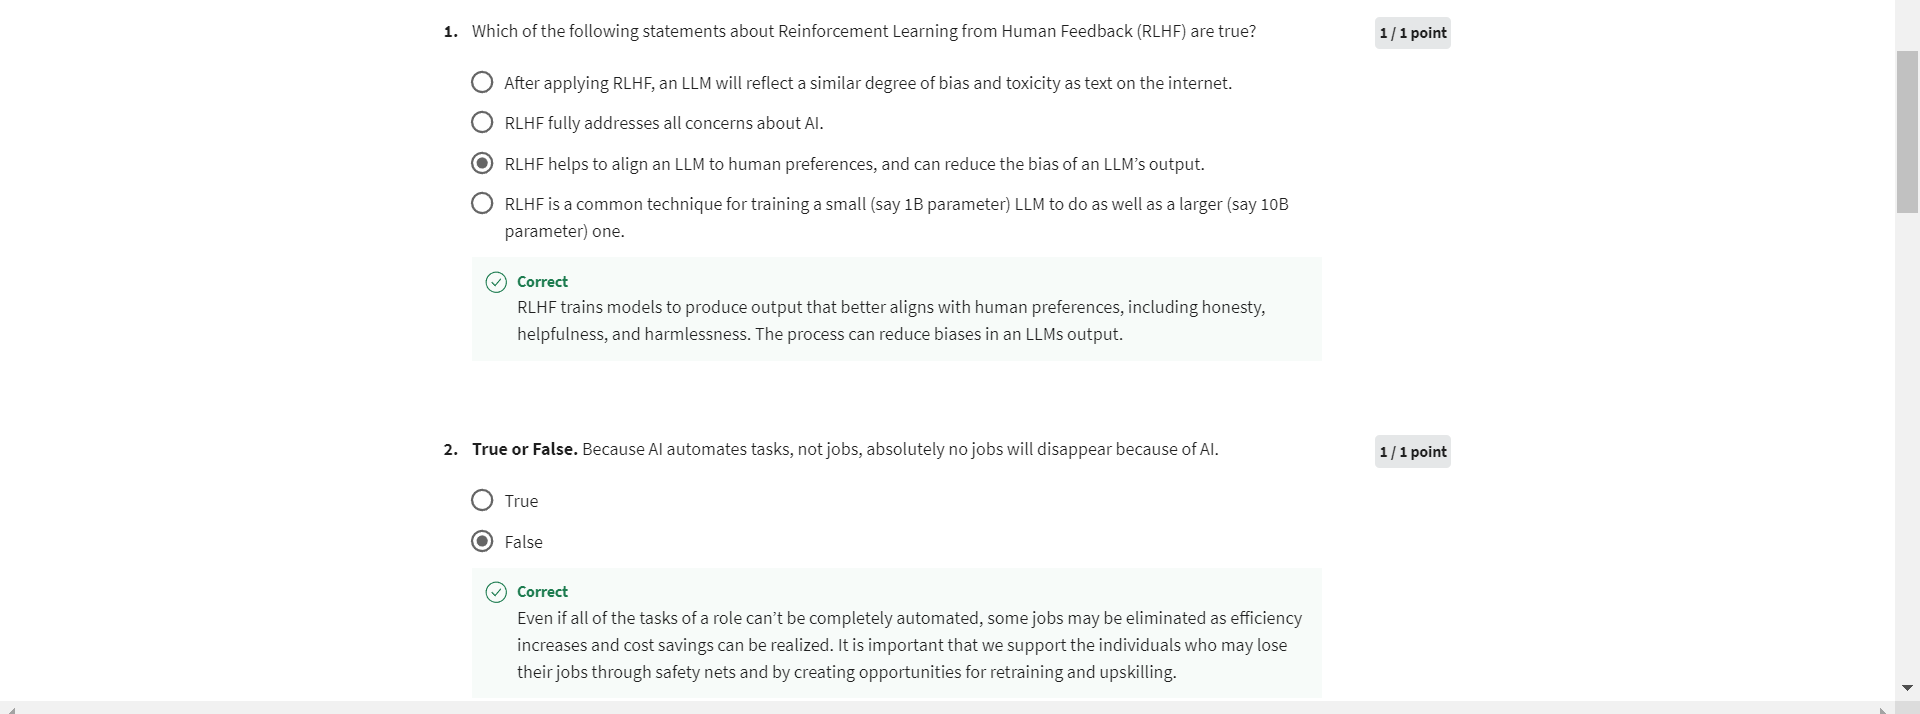 1. Which of the following statements about Reinforcement Learning from Human Feedback (RLHF) are true?
1 / 1 point
After applying RLHF, an LLM will reflect a similar degree of bias and toxicity as text on the internet.
RLHF fully addresses all concerns about AI.
RLHF helps to align an LLM to human preferences, and can reduce the bias of an LLM’s output.
RLHF is a common technique for training a small (say 1B parameter) LLM to do as well as a larger (say 10B
parameter) one.
Correct
RLHF trains models to produce output that better aligns with human preferences, including honesty,
helpfulness, and harmlessness. The process can reduce biases in an LLMs output.
2. True or False. Because AI automates tasks, not jobs, absolutely no jobs will disappear because of AI.
1 / 1 point
True
False
Correct
Even if all of the tasks of a role can’t be completely automated, some jobs may be eliminated as efficiency
increases and cost savings can be realized. It is important that we support the individuals who may lose
their jobs through safety nets and by creating opportunities for retraining and upskilling.